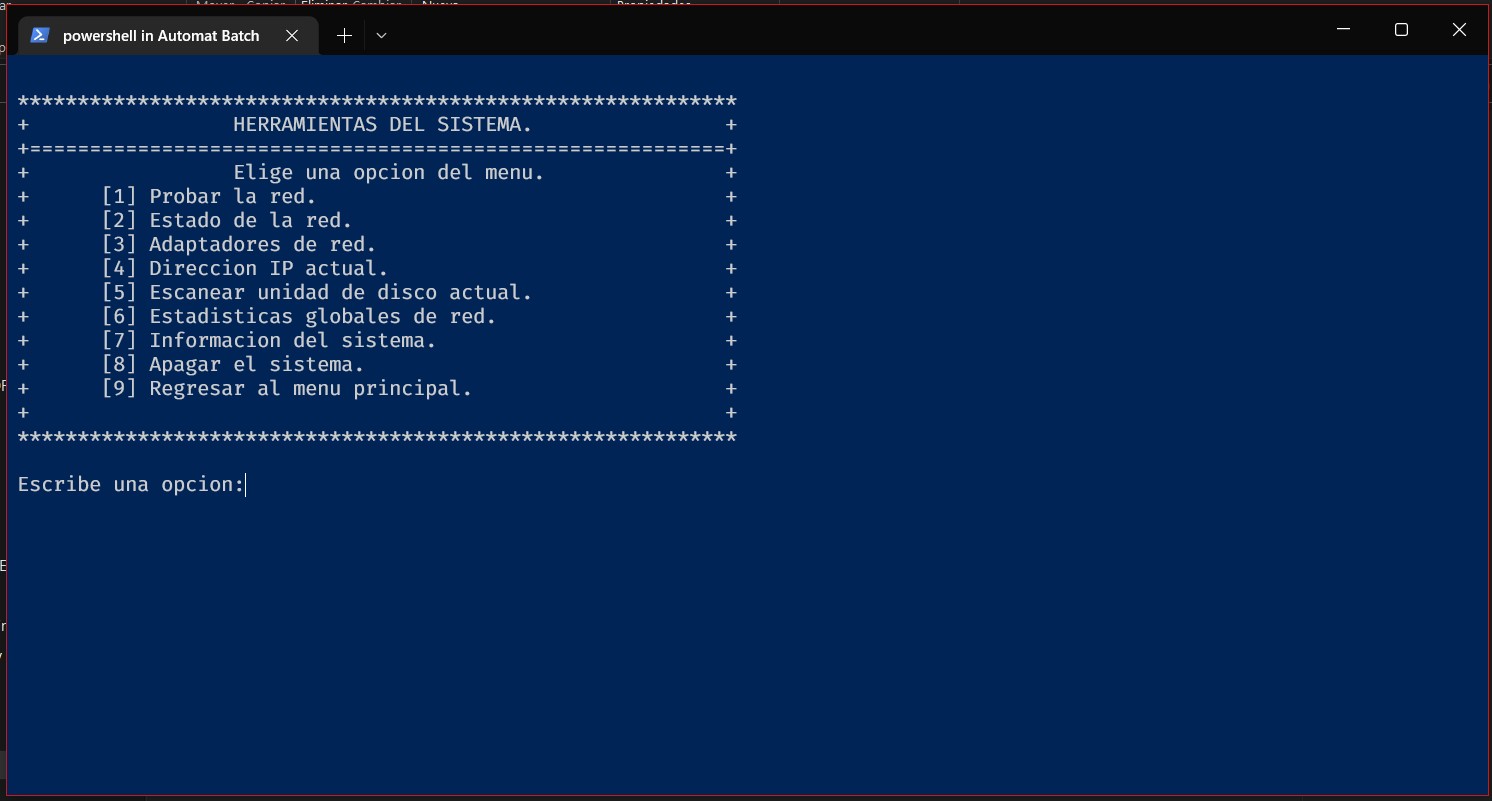 powershell in Automat Batch
************************************************************
+                 HERRAMIENTAS DEL SISTEMA.                +
+==========================================================+
+                 Elige una opcion del menu.               +
+      [1] Probar la red.                                  +
+      [2] Estado de la red.                               +
+      [3] Adaptadores de red.                             +
+      [4] Direccion IP actual.                            +
+      [5] Escanear unidad de disco actual.                +
+      [6] Estadisticas globales de red.                   +
+      [7] Informacion del sistema.                        +
+      [8] Apagar el sistema.                              +
+      [9] Regresar al menu principal.                     +
+                                                          +
************************************************************
Escribe una opcion: